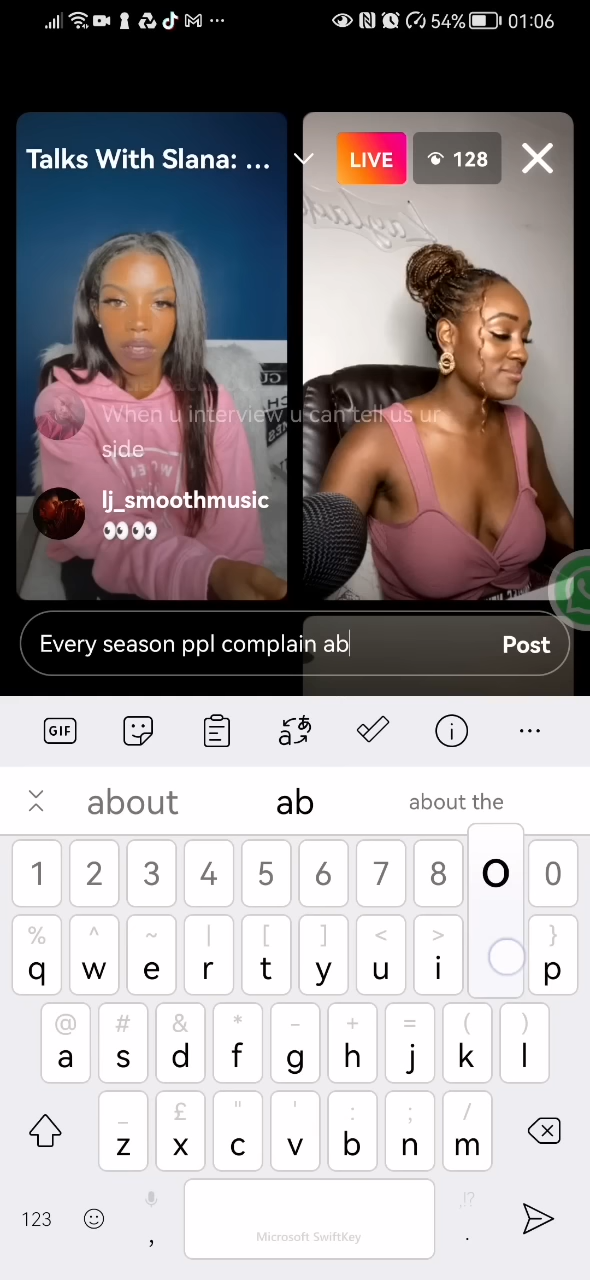 54% 01:06
Talks With Slana: ... LIVE 128
When u interview u can tell us ur
side
lj_smoothmusic
👀👀
Every season ppl complain ab Post
GIF
about ab about the
1 2 3 4 5 6 7 8 O 0
% ^ ~ | [ ] < > }
q w e r t y u i p
@ # & * - + = ( )
a s d f g h j k l
_ £ " ' : ; /
z x c v b n m
123 , Microsoft SwiftKey ,!? .